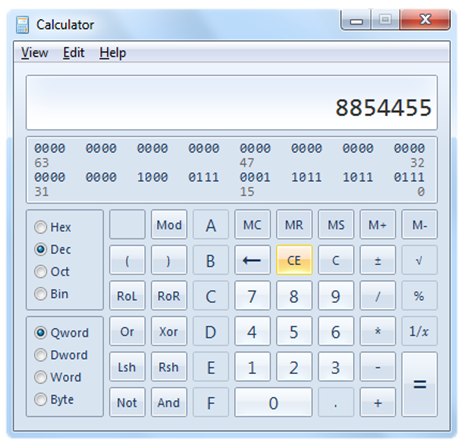 Calculator
View Edit Help
8854455
0000 0000 0000 0000 0000 0000 0000 0000
63 47 32
0000 0000 1000 0111 0001 1011 1011 0111
31 15 0
Hex Mod A MC MR MS M+ M-
Dec ( ) B ← CE C ± √
Oct
Bin RoL RoR C 7 8 9 / %
Qword Or Xor D 4 5 6 * 1/x
Dword
Word Lsh Rsh E 1 2 3 - =
Byte Not And F 0 . +